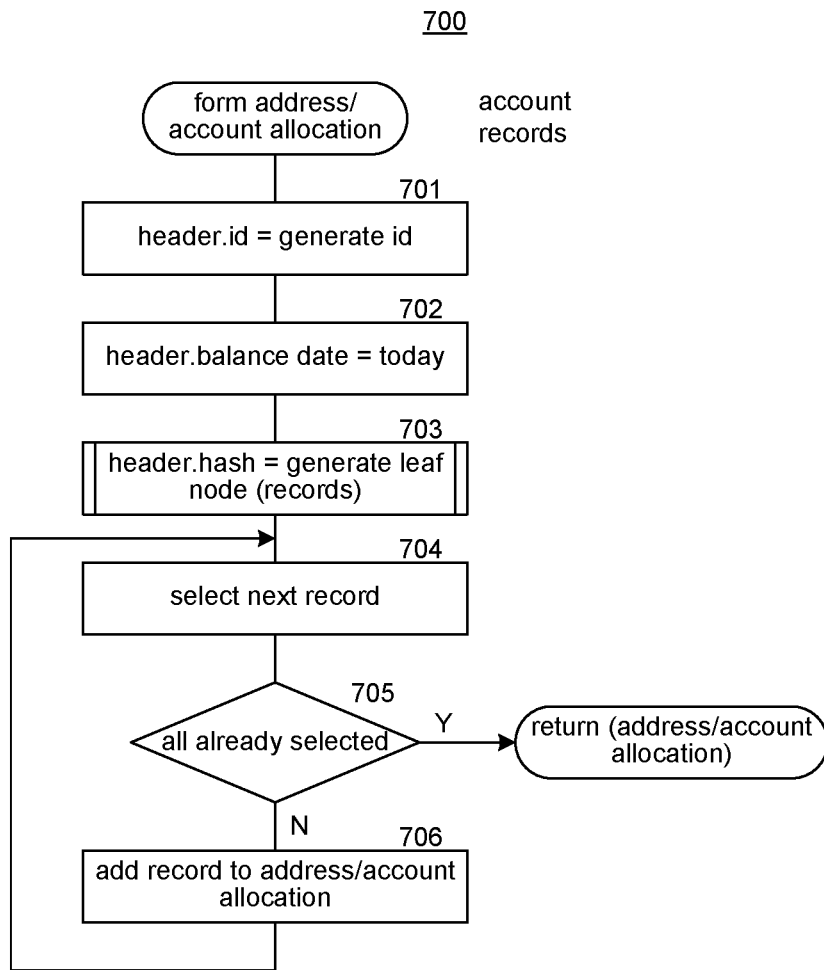 700
form address/
account allocation
account
records
701
header.id = generate id
702
header.balance date = today
703
header.hash = generate leaf
node (records)
704
select next record
705
all already selected
Y
return (address/account
allocation)
N
706
add record to address/account
allocation